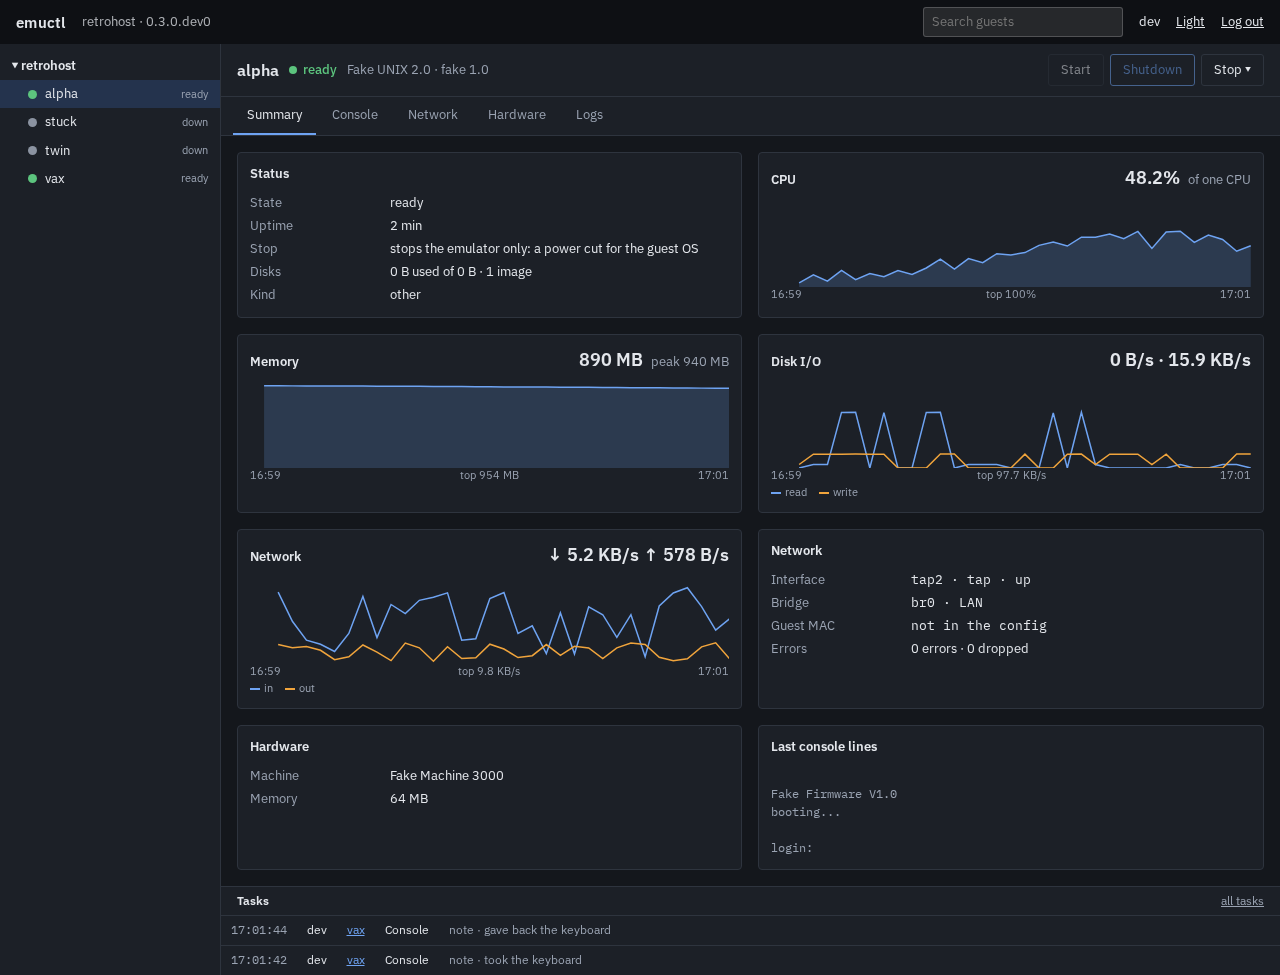 emuctl retrohost · 0.3.0.dev0 Search guests dev Light Log out
▾ retrohost
alpha ready
stuck down
twin down
vax ready
alpha ready Fake UNIX 2.0 · fake 1.0 Start Shutdown Stop ▾
Summary Console Network Hardware Logs
Status
State ready
Uptime 2 min
Stop stops the emulator only: a power cut for the guest OS
Disks 0 B used of 0 B · 1 image
Kind other
CPU 48.2% of one CPU
16:59 top 100% 17:01
Memory 890 MB peak 940 MB
16:59 top 954 MB 17:01
Disk I/O 0 B/s · 15.9 KB/s
16:59 top 97.7 KB/s 17:01
read write
Network ↓ 5.2 KB/s ↑ 578 B/s
16:59 top 9.8 KB/s 17:01
in out
Network
Interface tap2 · tap · up
Bridge br0 · LAN
Guest MAC not in the config
Errors 0 errors · 0 dropped
Hardware
Machine Fake Machine 3000
Memory 64 MB
Last console lines
Fake Firmware V1.0
booting...
login:
Tasks all tasks
17:01:44 dev vax Console note · gave back the keyboard
17:01:42 dev vax Console note · took the keyboard